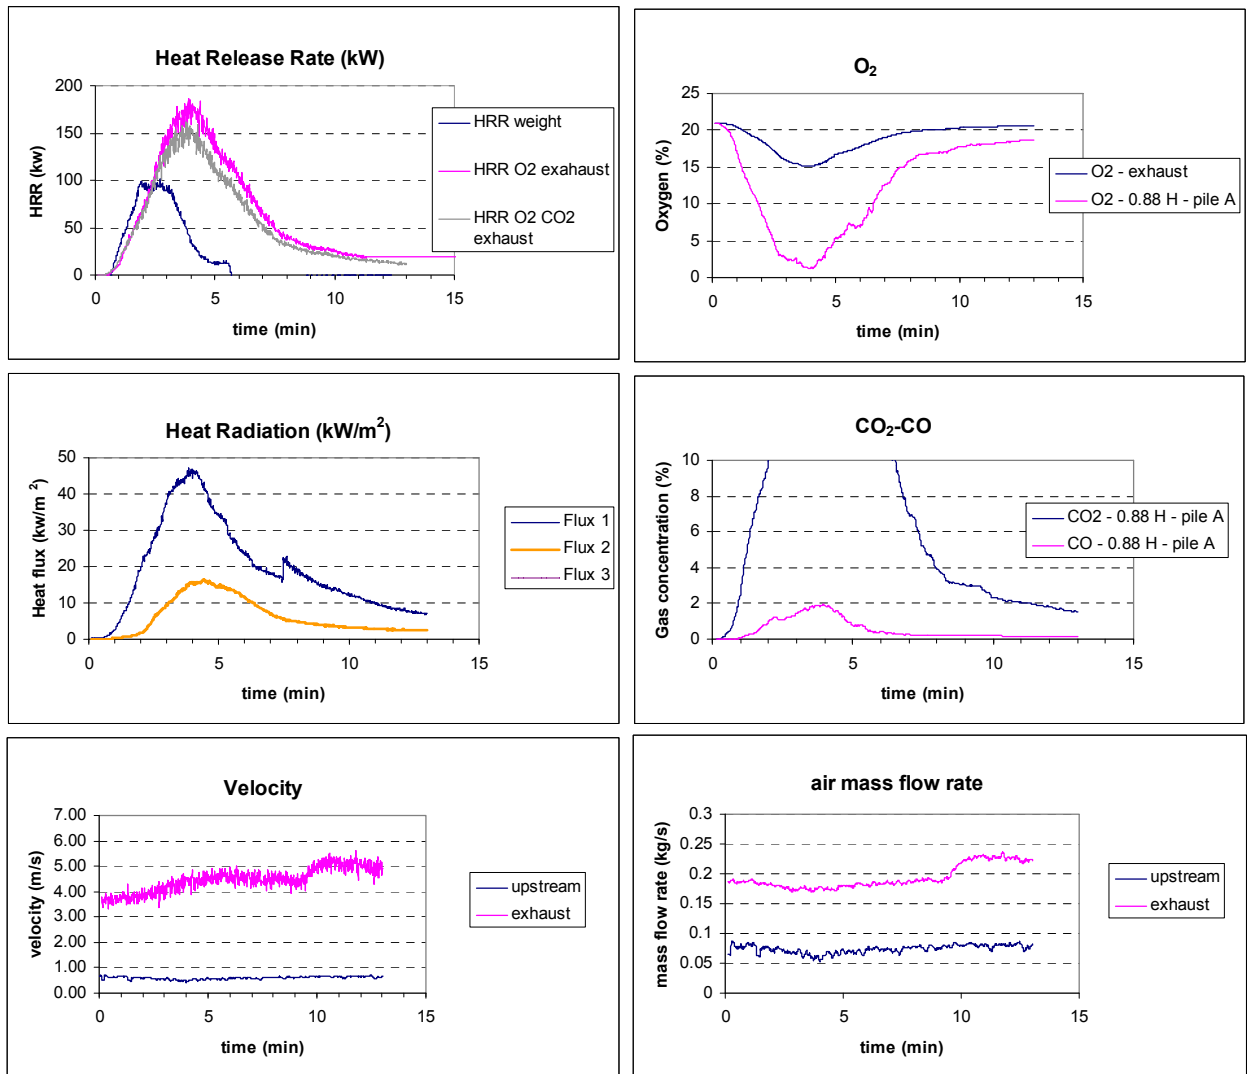 Heat Release Rate (kW)
200
150
100
50
0
HRR (kw)
0 5 10 15
time (min)
HRR weight
HRR O2 exahaust
HRR O2 CO2
exhaust
O2
25
20
15
10
5
0
Oxygen (%)
0 5 10 15
time (min)
O2 - exhaust
O2 - 0.88 H - pile A
Heat Radiation (kW/m2)
50
40
30
20
10
0
Heat flux (kw/m 2)
0 5 10 15
time (min)
Flux 1
Flux 2
Flux 3
CO2-CO
10
8
6
4
2
0
Gas concentration (%)
0 5 10 15
time (min)
CO2 - 0.88 H - pile A
CO - 0.88 H - pile A
Velocity
7.00
6.00
5.00
4.00
3.00
2.00
1.00
0.00
velocity (m/s)
0 5 10 15
time (min)
upstream
exhaust
air mass flow rate
0.3
0.25
0.2
0.15
0.1
0.05
0
mass flow rate (kg/s)
0 5 10 15
time (min)
upstream
exhaust